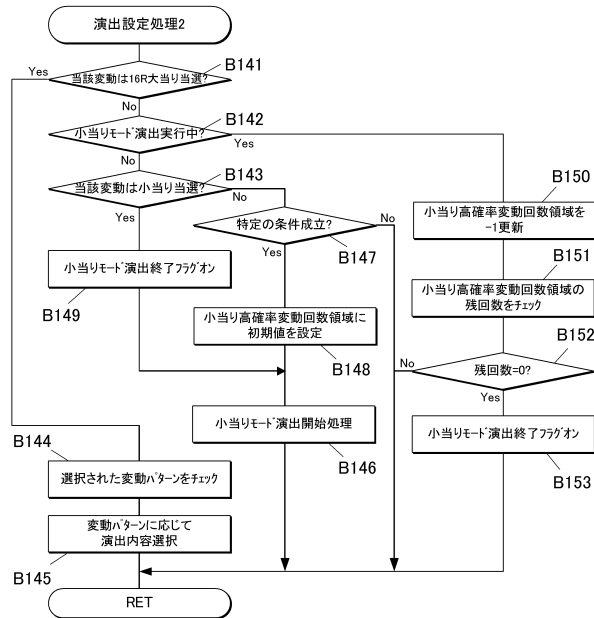 演出設定処理2
Yes
当該変動は16R大当り当選?
B141
No
小当りモード演出実行中?
B142
Yes
No
当該変動は小当り当選?
B143
No
Yes
特定の条件成立?
B147
No
Yes
小当りモード演出終了フラグオン
B149
小当り高確率変動回数領域に
初期値を設定
B148
B150
小当り高確率変動回数領域を
-1更新
B151
小当り高確率変動回数領域の
残回数をチェック
B152
残回数=0?
No
Yes
小当りモード演出開始処理
B146
小当りモード演出終了フラグオン
B153
B144
選択された変動パターンをチェック
変動パターンに応じて
演出内容選択
B145
RET